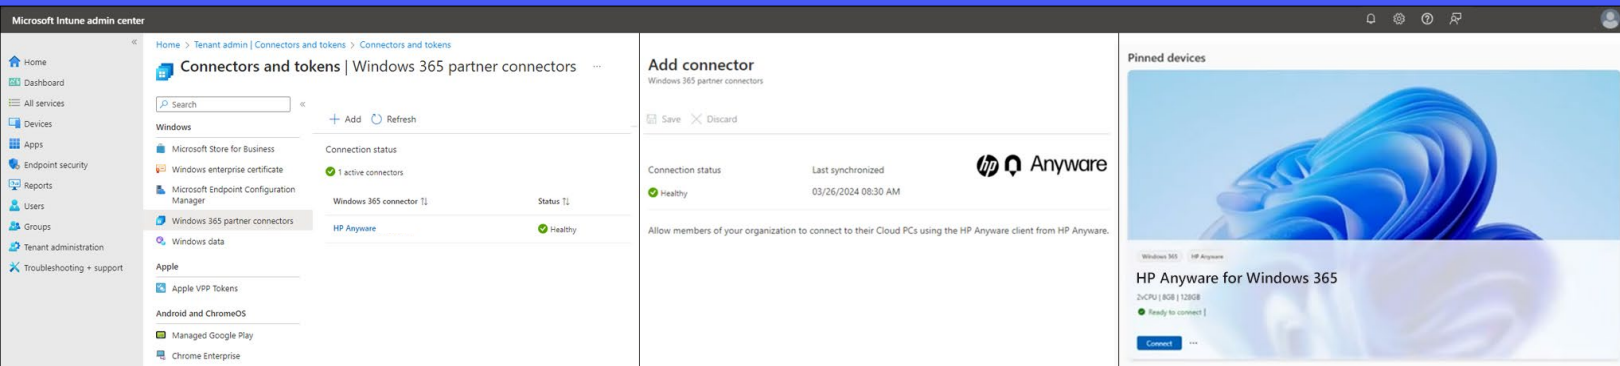 Microsoft Intune admin center
Home
Dashboard
All services
Devices
Apps
Endpoint security
Reports
Users
Groups
Tenant administration
Troubleshooting + support
Home > Tenant admin | Connectors and tokens > Connectors and tokens
Connectors and tokens | Windows 365 partner connectors
Search
Windows
Microsoft Store for Business
Windows enterprise certificate
Microsoft Endpoint Configuration
Manager
Windows 365 partner connectors
Windows data
Apple
Apple VPP Tokens
Android and ChromeOS
Managed Google Play
Chrome Enterprise
Add Refresh
Connection status
1 active connectors
Windows 365 connector Status
HP Anyware Healthy
Add connector
Windows 365 partner connectors
Save Discard
Connection status Last synchronized
Healthy 03/26/2024 08:30 AM
hp Anyware
Allow members of your organization to connect to their Cloud PCs using the HP Anyware client from HP Anyware.
Pinned devices
Windows 365 HP Anyware
HP Anyware for Windows 365
2vCPU | 8GB | 128GB
Ready to connect |
Connect